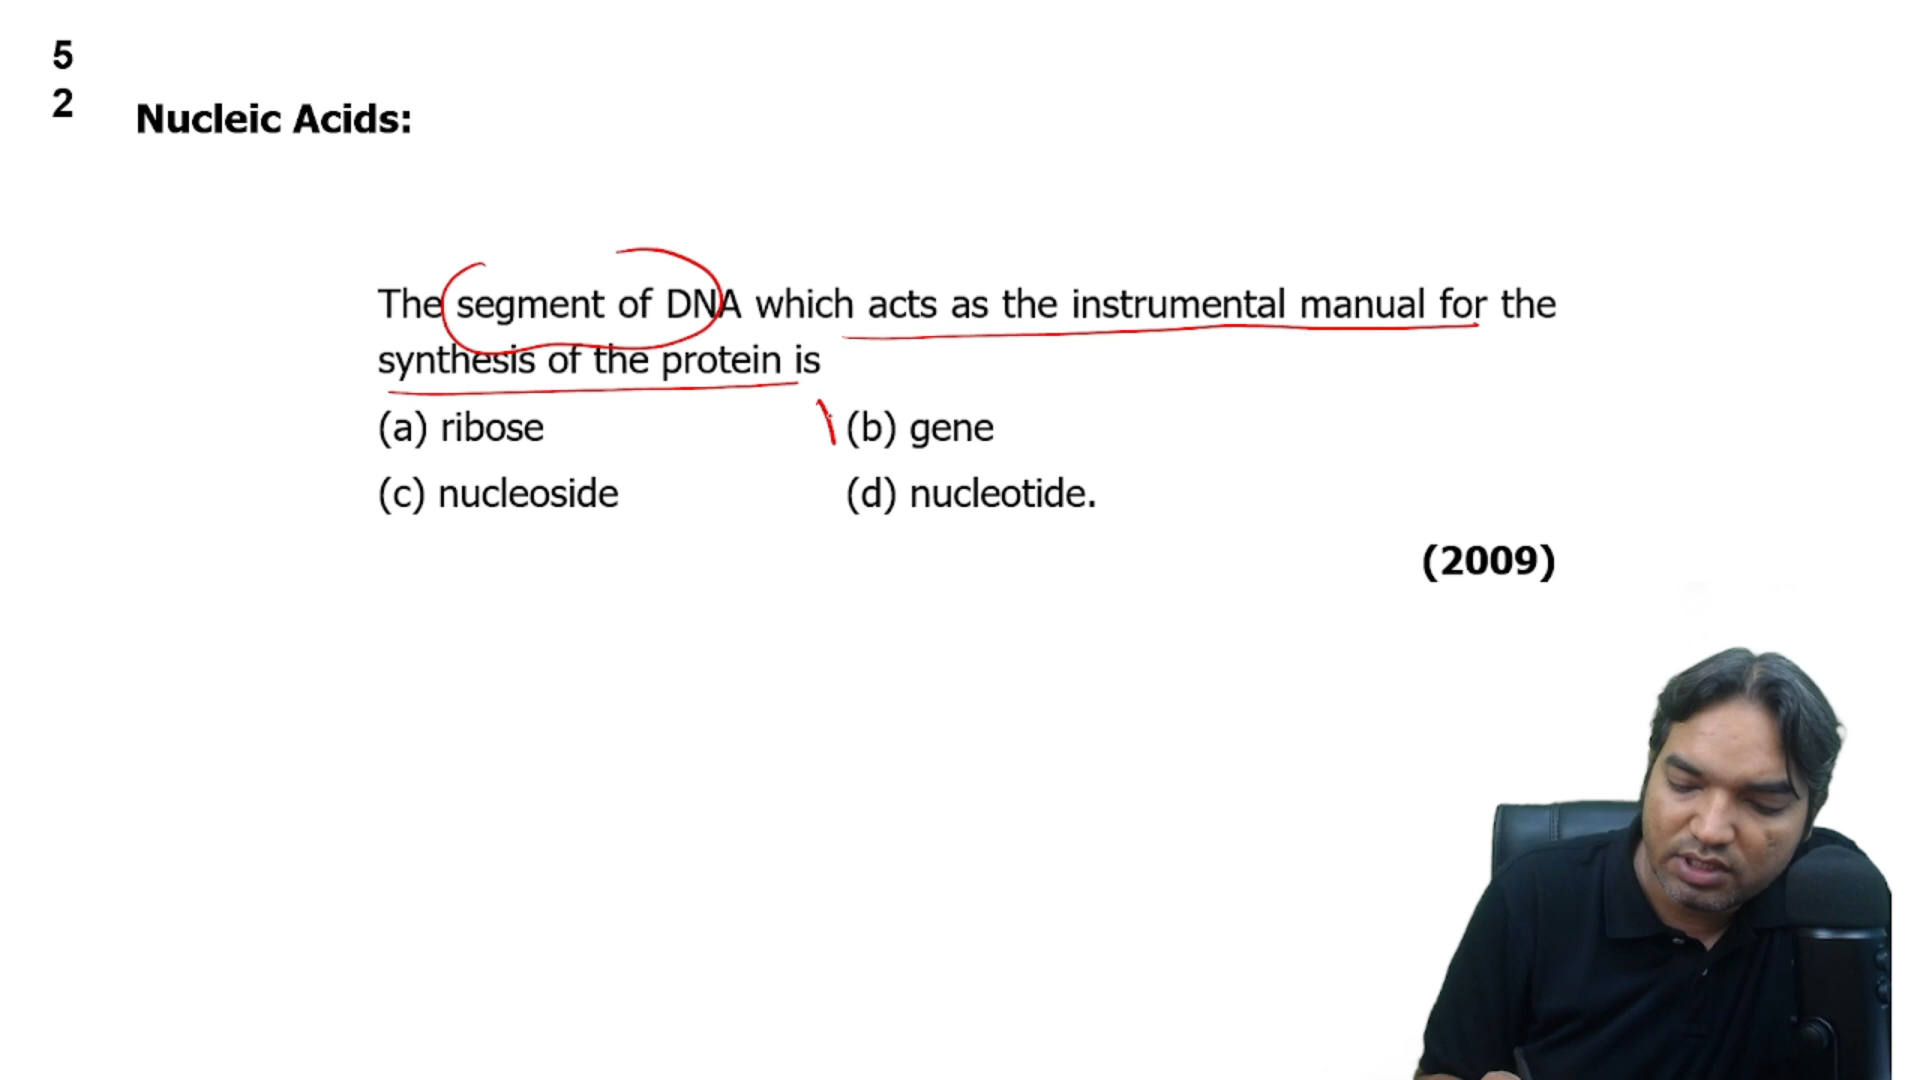 5
2
Nucleic Acids:
The segment of DNA which acts as the instrumental manual for the
synthesis of the protein is
(a) ribose (b) gene
(c) nucleoside (d) nucleotide.
(2009)